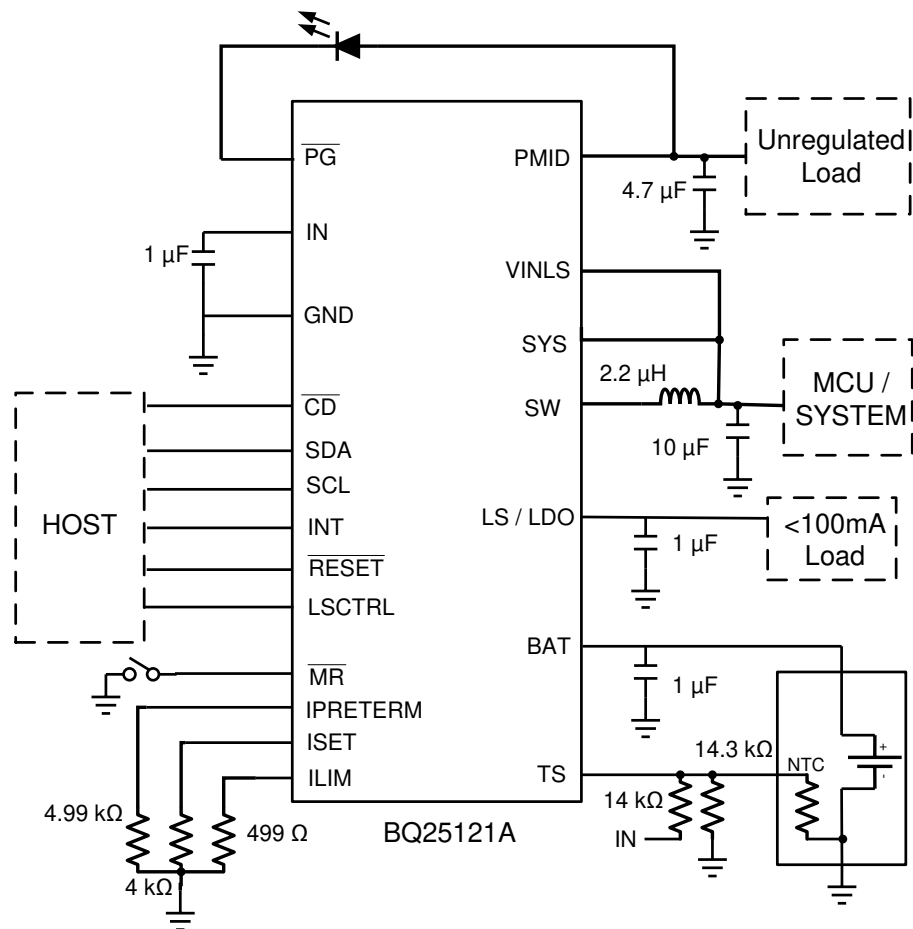 PG
PMID
Unregulated
Load
4.7 µF
IN
1 µF
VINLS
GND
SYS
2.2 µH
MCU /
SYSTEM
CD
SW
10 µF
SDA
SCL
HOST
INT
LS / LDO
<100mA
Load
1 µF
RESET
LSCTRL
BAT
MR
1 µF
IPRETERM
ISET
14.3 kΩ
NTC
+
-
ILIM
TS
14 kΩ
4.99 kΩ
499 Ω
BQ25121A
IN
4 kΩ